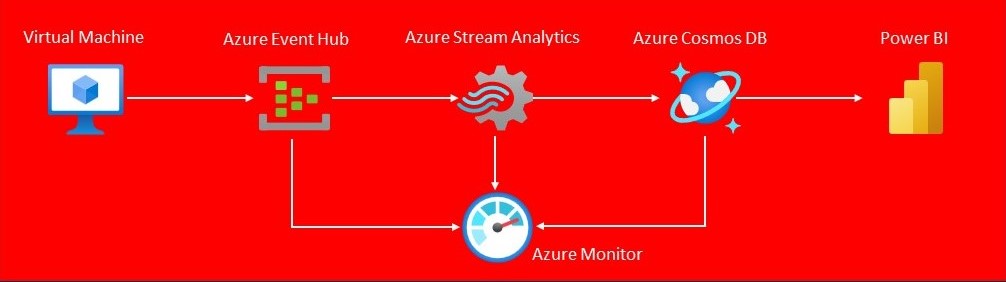 Virtual Machine
Azure Event Hub
Azure Stream Analytics
Azure Cosmos DB
Power BI
Azure Monitor